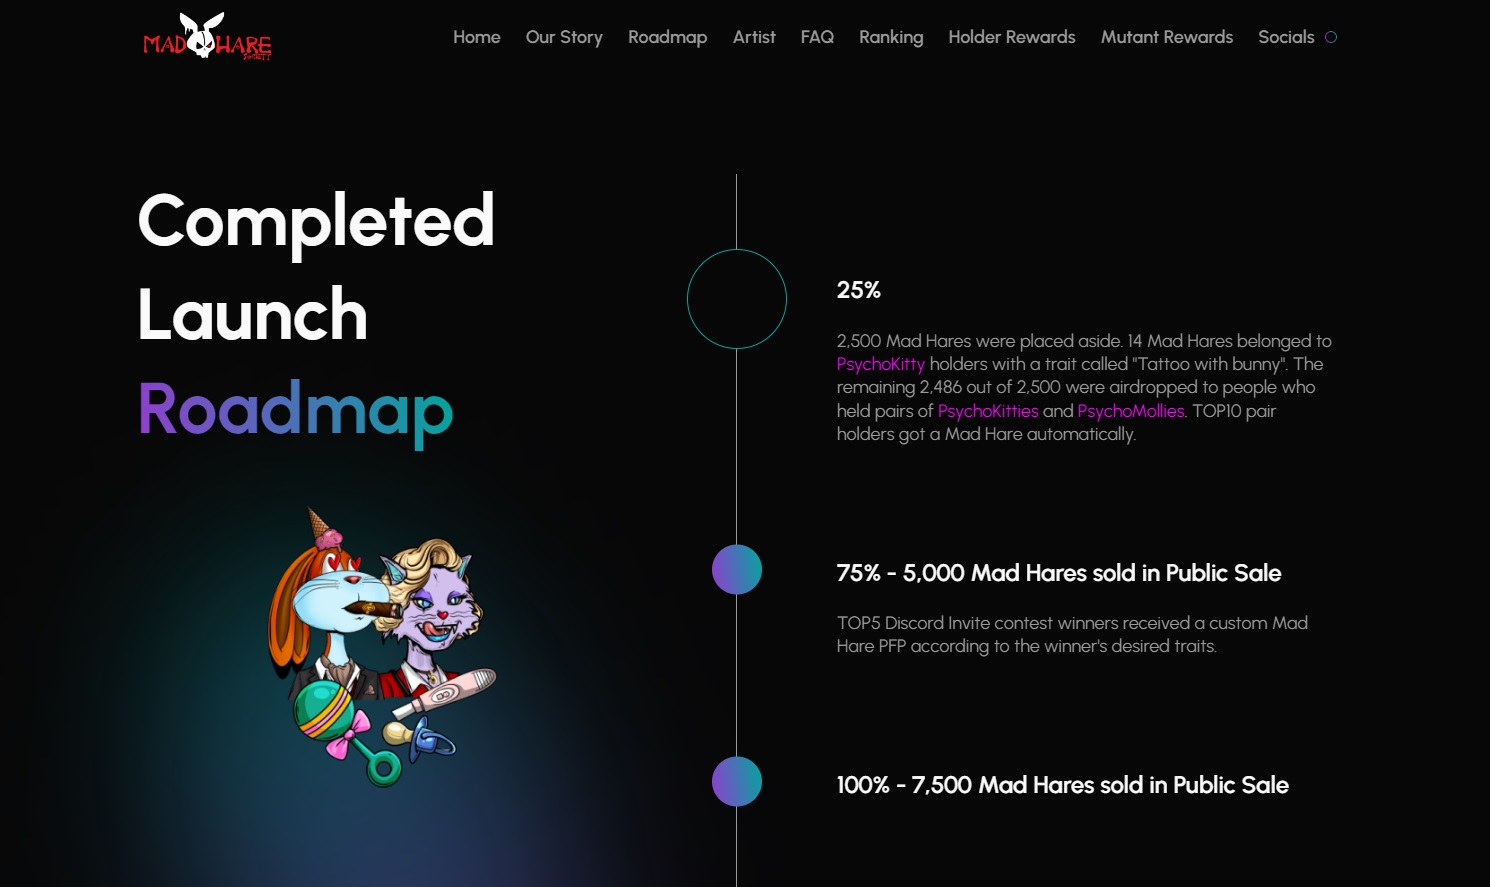 MAD HARE
SOCIETY
Home Our Story Roadmap Artist FAQ Ranking Holder Rewards Mutant Rewards Socials
Completed
Launch
Roadmap
25%
2,500 Mad Hares were placed aside. 14 Mad Hares belonged to
PsychoKitty holders with a trait called "Tattoo with bunny". The
remaining 2,486 out of 2,500 were airdropped to people who
held pairs of PsychoKitties and PsychoMollies. TOP10 pair
holders got a Mad Hare automatically.
75% - 5,000 Mad Hares sold in Public Sale
TOP5 Discord Invite contest winners received a custom Mad
Hare PFP according to the winner's desired traits.
100% - 7,500 Mad Hares sold in Public Sale